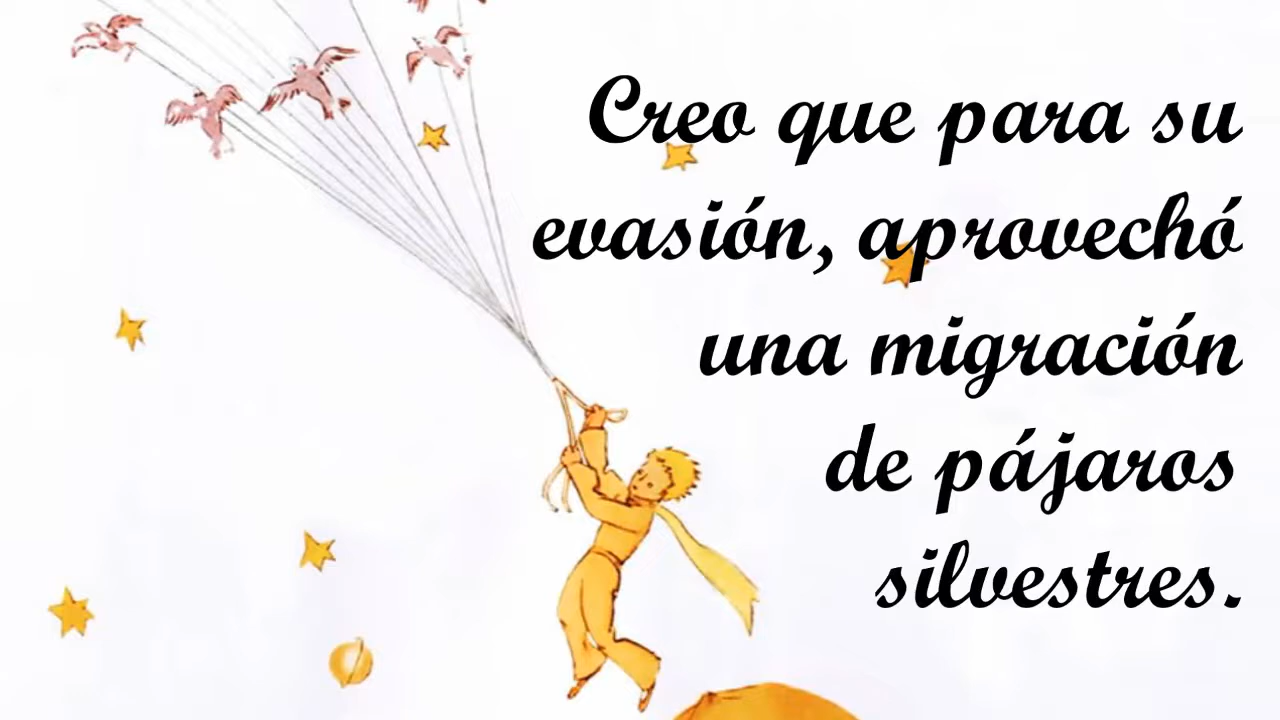 Creo que para su
evasión, aprovechó
una migración
de pájaros
silvestres.